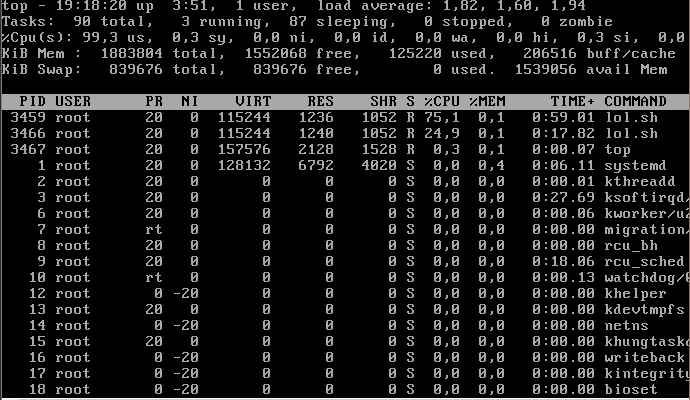 top - 19:18:20 up  3:51,  1 user,  load average: 1,82, 1,60, 1,94
Tasks:  90 total,   3 running,  87 sleeping,   0 stopped,   0 zombie
%Cpu(s): 99,3 us,  0,3 sy,  0,0 ni,  0,0 id,  0,0 wa,  0,0 hi,  0,3 si,  0,0
KiB Mem :  1883804 total,  1552068 free,   125220 used,   206516 buff/cache
KiB Swap:   839676 total,   839676 free,        0 used.  1539056 avail Mem
PID USER      PR  NI    VIRT    RES    SHR S %CPU %MEM     TIME+ COMMAND
3459 root      20   0  115244   1236   1052 R 75,1  0,1   0:59.01 lol.sh
3466 root      20   0  115244   1240   1052 R 24,9  0,1   0:17.82 lol.sh
3467 root      20   0  157576   2128   1528 R  0,3  0,1   0:00.07 top
1 root      20   0  128132   6792   4020 S  0,0  0,4   0:06.11 systemd
2 root      20   0       0      0      0 S  0,0  0,0   0:00.01 kthreadd
3 root      20   0       0      0      0 S  0,0  0,0   0:27.69 ksoftirqd/
6 root      20   0       0      0      0 S  0,0  0,0   0:00.06 kworker/u2
7 root      rt   0       0      0      0 S  0,0  0,0   0:00.00 migration/
8 root      20   0       0      0      0 S  0,0  0,0   0:00.00 rcu_bh
9 root      20   0       0      0      0 S  0,0  0,0   0:18.06 rcu_sched
10 root      rt   0       0      0      0 S  0,0  0,0   0:00.13 watchdog/0
12 root       0 -20       0      0      0 S  0,0  0,0   0:00.00 khelper
13 root      20   0       0      0      0 S  0,0  0,0   0:00.00 kdevtmpfs
14 root       0 -20       0      0      0 S  0,0  0,0   0:00.00 netns
15 root      20   0       0      0      0 S  0,0  0,0   0:00.00 khungtask
16 root       0 -20       0      0      0 S  0,0  0,0   0:00.00 writeback
17 root       0 -20       0      0      0 S  0,0  0,0   0:00.00 kintegrity
18 root       0 -20       0      0      0 S  0,0  0,0   0:00.00 bioset